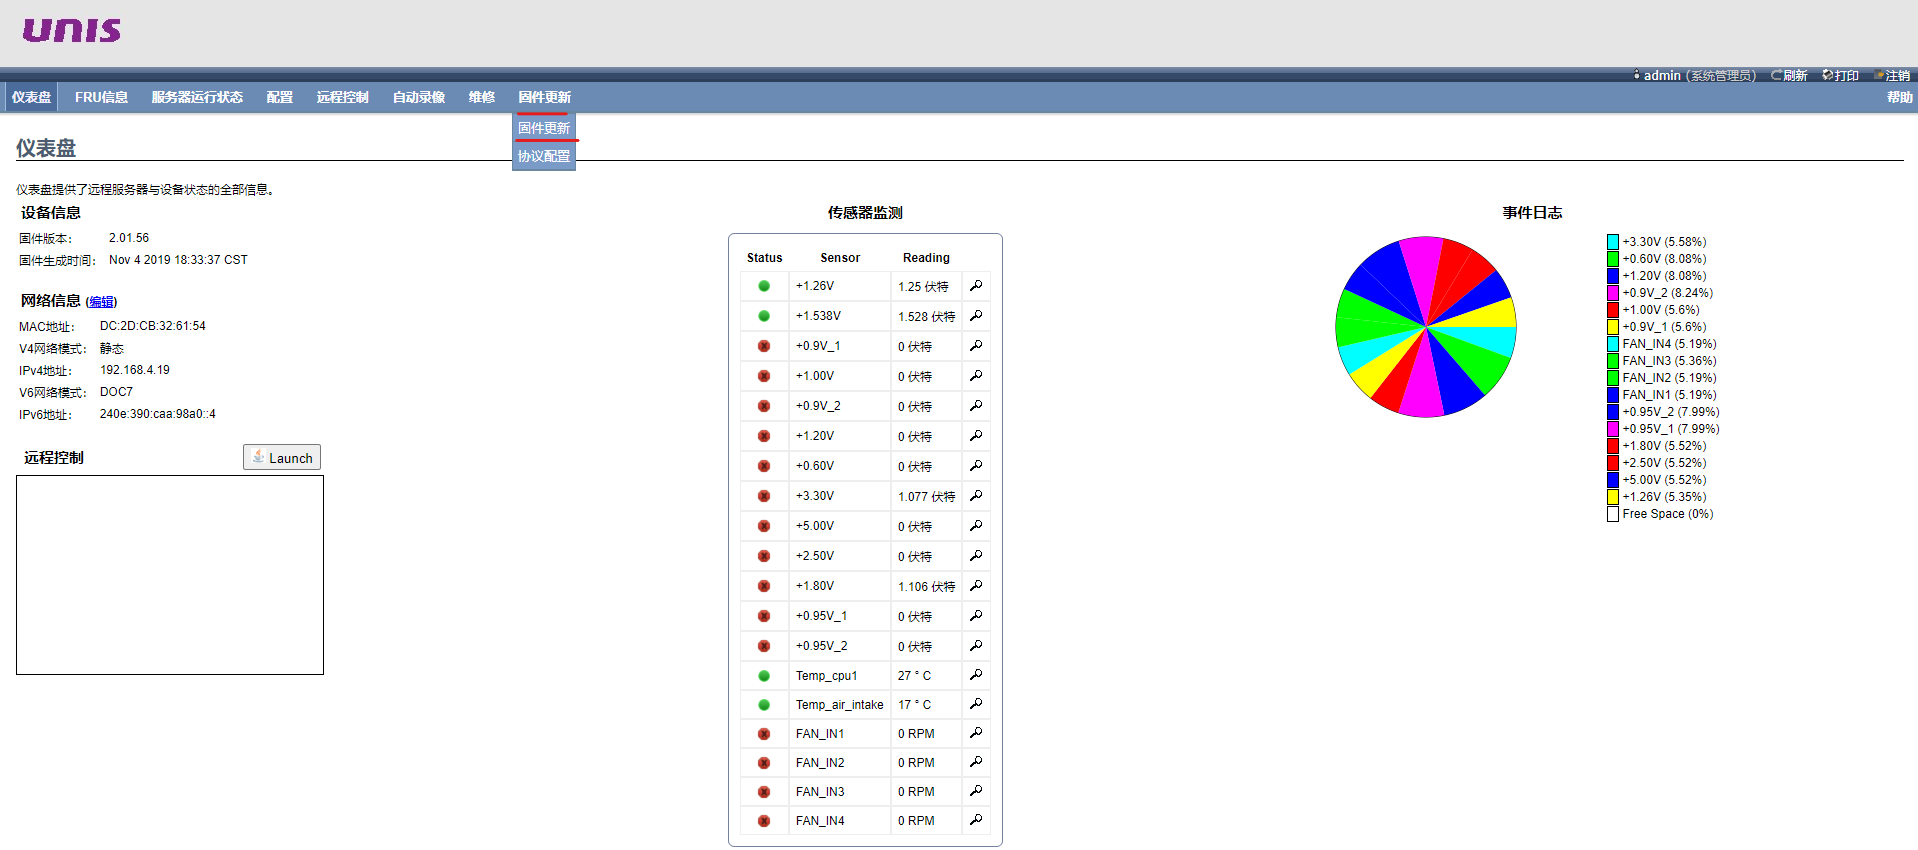 UNIS
admin (系统管理员) 刷新 打印 注销
仪表盘 FRU信息 服务器运行状态 配置 远程控制 自动录像 维修 固件更新 帮助
固件更新
协议配置
仪表盘
仪表盘提供了远程服务器与设备状态的全部信息。
设备信息
固件版本: 2.01.56
固件生成时间: Nov 4 2019 18:33:37 CST
网络信息 (编辑)
MAC地址: DC:2D:CB:32:61:54
V4网络模式: 静态
IPv4地址: 192.168.4.19
V6网络模式: DOC7
IPv6地址: 240e:390:caa:98a0::4
远程控制 Launch
传感器监测
Status Sensor Reading
+1.26V 1.25 伏特
+1.538V 1.528 伏特
+0.9V_1 0 伏特
+1.00V 0 伏特
+0.9V_2 0 伏特
+1.20V 0 伏特
+0.60V 0 伏特
+3.30V 1.077 伏特
+5.00V 0 伏特
+2.50V 0 伏特
+1.80V 1.106 伏特
+0.95V_1 0 伏特
+0.95V_2 0 伏特
Temp_cpu1 27 ° C
Temp_air_intake 17 ° C
FAN_IN1 0 RPM
FAN_IN2 0 RPM
FAN_IN3 0 RPM
FAN_IN4 0 RPM
事件日志
+3.30V (5.58%)
+0.60V (8.08%)
+1.20V (8.08%)
+0.9V_2 (8.24%)
+1.00V (5.6%)
+0.9V_1 (5.6%)
FAN_IN4 (5.19%)
FAN_IN3 (5.36%)
FAN_IN2 (5.19%)
FAN_IN1 (5.19%)
+0.95V_2 (7.99%)
+0.95V_1 (7.99%)
+1.80V (5.52%)
+2.50V (5.52%)
+5.00V (5.52%)
+1.26V (5.35%)
Free Space (0%)